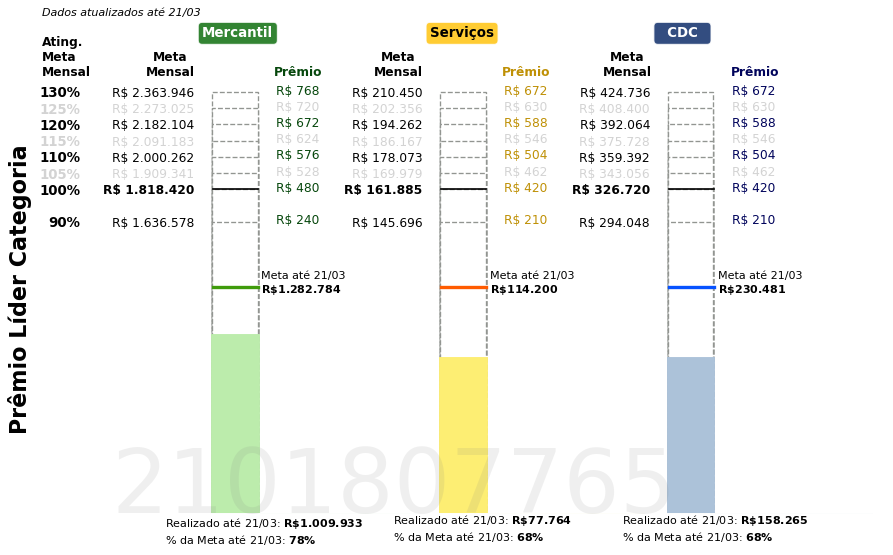 Dados atualizados até 21/03
Mercantil Serviços CDC
Ating.
Meta
Mensal
Meta
Mensal
Prêmio
Meta
Mensal
Prêmio
Meta
Mensal
Prêmio
130% R$ 2.363.946 R$ 768 R$ 210.450 R$ 672 R$ 424.736 R$ 672
125% R$ 2.273.025 R$ 720 R$ 202.356 R$ 630 R$ 408.400 R$ 630
120% R$ 2.182.104 R$ 672 R$ 194.262 R$ 588 R$ 392.064 R$ 588
115% R$ 2.091.183 R$ 624 R$ 186.167 R$ 546 R$ 375.728 R$ 546
110% R$ 2.000.262 R$ 576 R$ 178.073 R$ 504 R$ 359.392 R$ 504
105% R$ 1.909.341 R$ 528 R$ 169.979 R$ 462 R$ 343.056 R$ 462
100% R$ 1.818.420 R$ 480 R$ 161.885 R$ 420 R$ 326.720 R$ 420
90% R$ 1.636.578 R$ 240 R$ 145.696 R$ 210 R$ 294.048 R$ 210
Meta até 21/03
R$1.282.784
Meta até 21/03
R$114.200
Meta até 21/03
R$230.481
Prêmio Líder Categoria
2101807765
Realizado até 21/03: R$1.009.933
% da Meta até 21/03: 78%
Realizado até 21/03: R$77.764
% da Meta até 21/03: 68%
Realizado até 21/03: R$158.265
% da Meta até 21/03: 68%